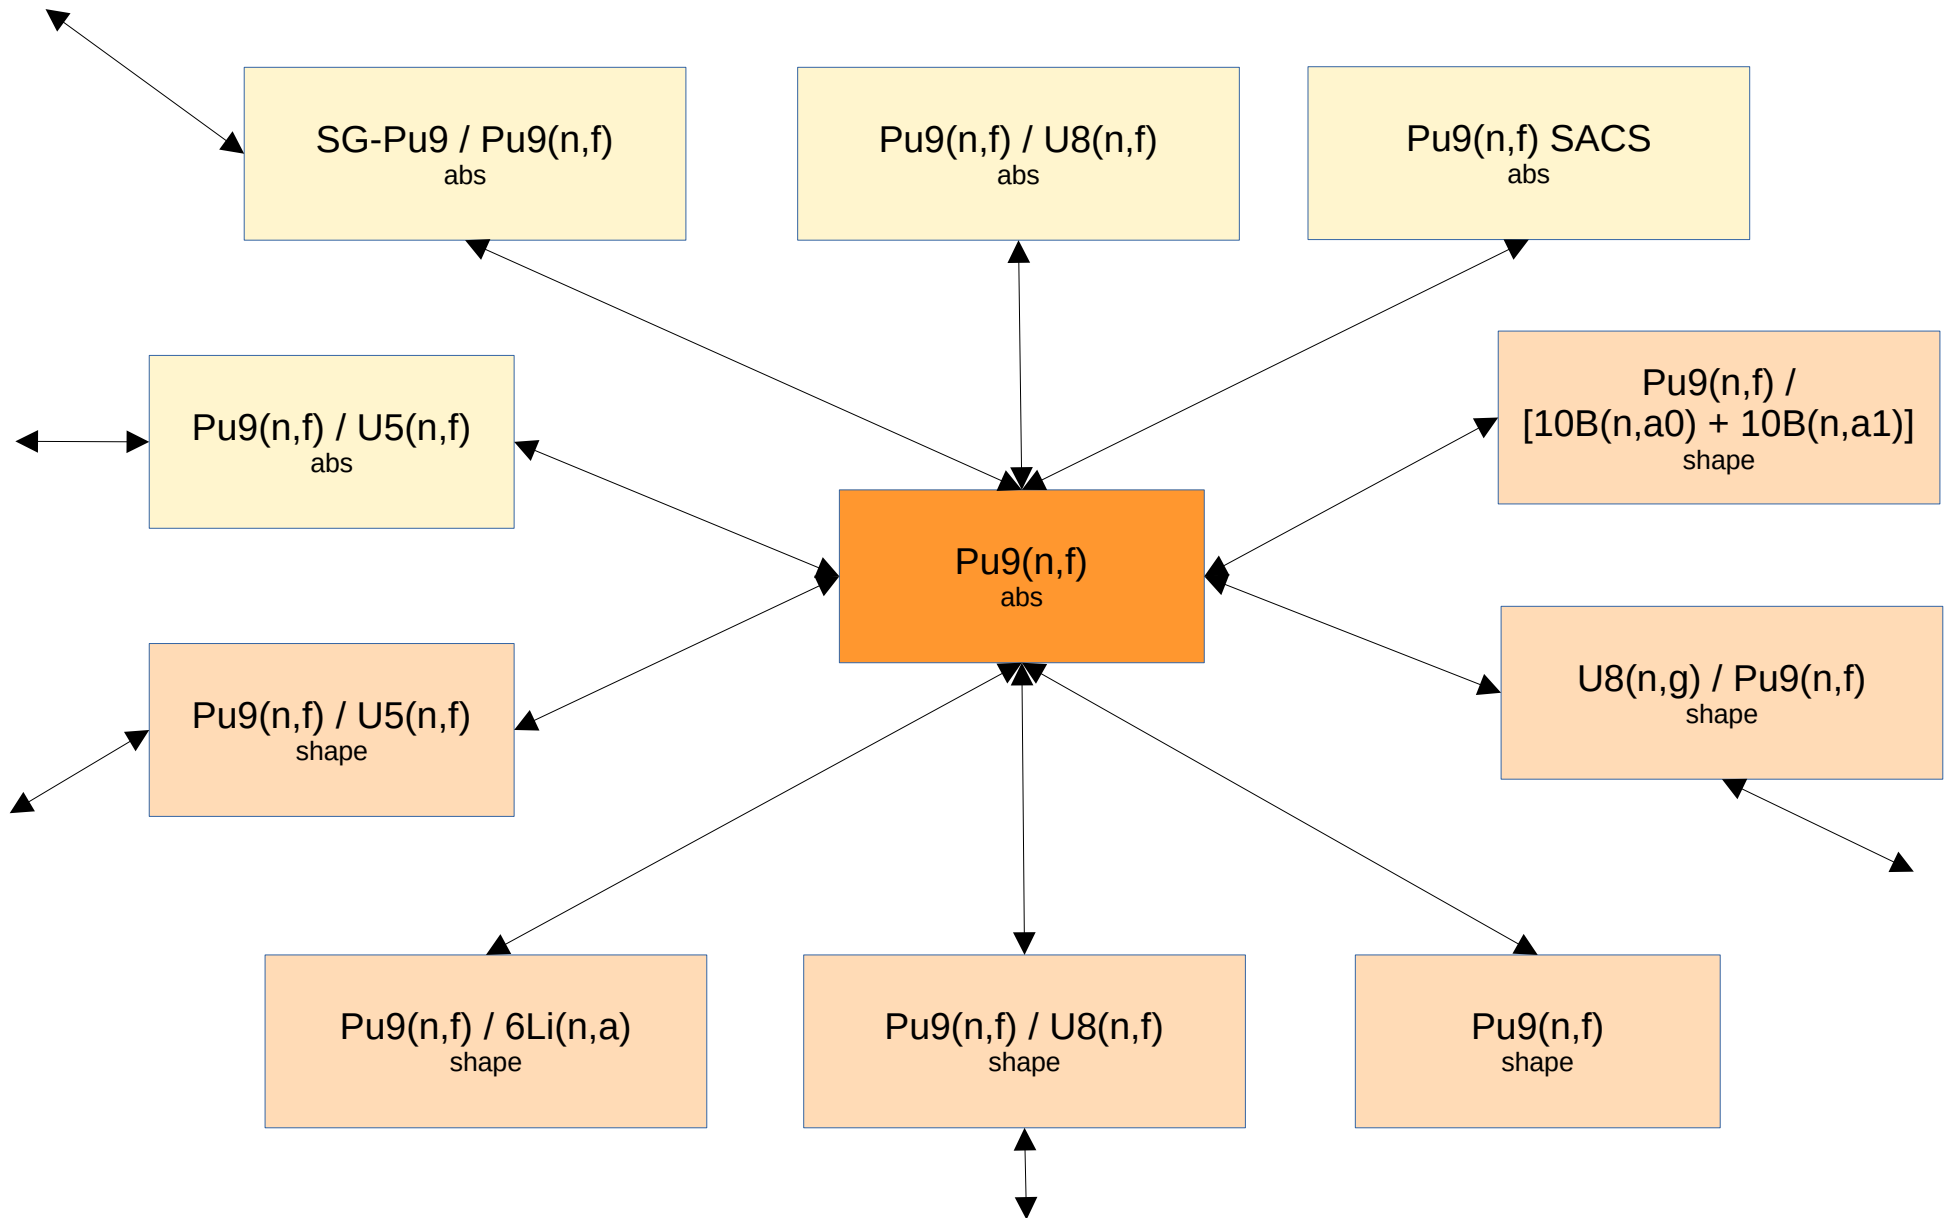 SG-Pu9 / Pu9(n,f)
abs
Pu9(n,f) / U8(n,f)
abs
Pu9(n,f) SACS
abs
Pu9(n,f) / U5(n,f)
abs
Pu9(n,f) /
[10B(n,a0) + 10B(n,a1)]
shape
Pu9(n,f)
abs
Pu9(n,f) / U5(n,f)
shape
U8(n,g) / Pu9(n,f)
shape
Pu9(n,f) / 6Li(n,a)
shape
Pu9(n,f) / U8(n,f)
shape
Pu9(n,f)
shape